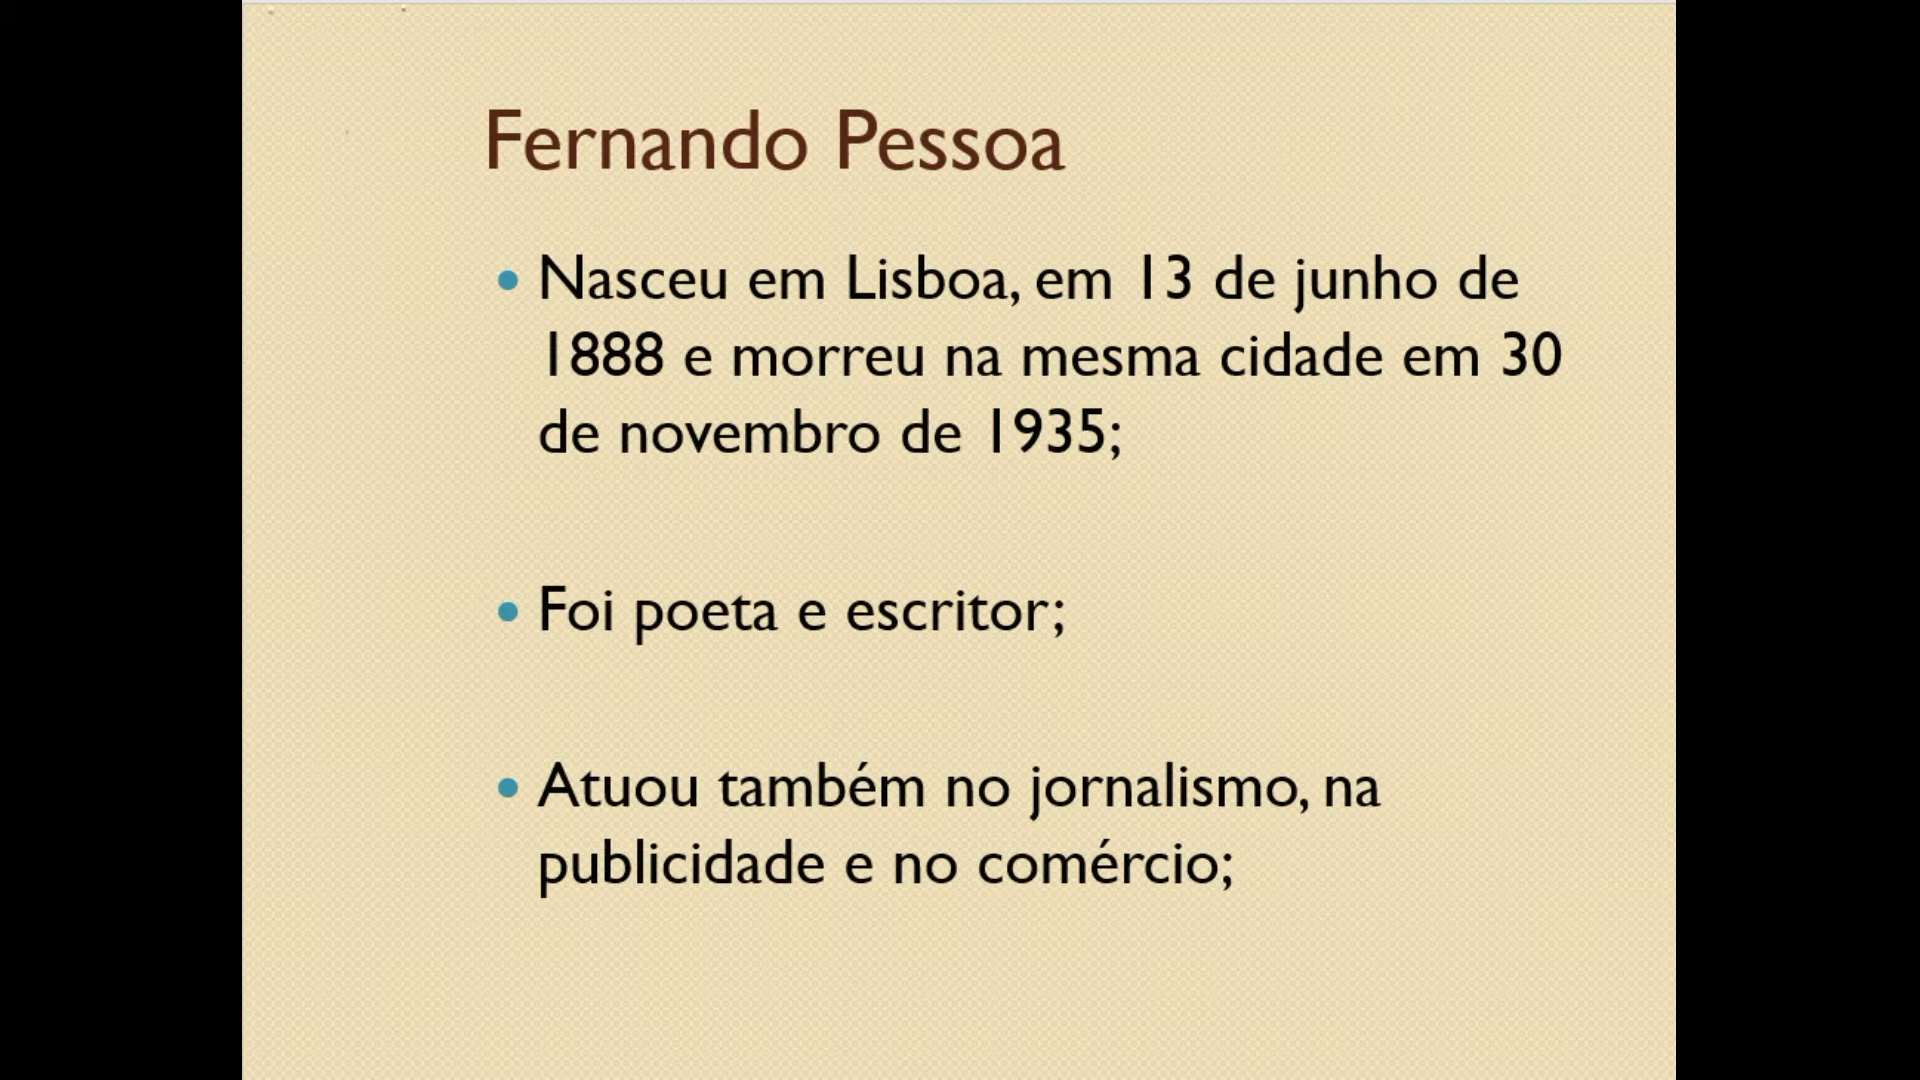 Fernando Pessoa
• Nasceu em Lisboa, em 13 de junho de
1888 e morreu na mesma cidade em 30
de novembro de 1935;
• Foi poeta e escritor;
• Atuou também no jornalismo, na
publicidade e no comércio;